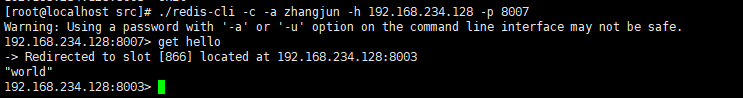 [root@localhost src]# ./redis-cli -c -a zhangjun -h 192.168.234.128 -p 8007
Warning: Using a password with '-a' or '-u' option on the command line interface may not be safe.
192.168.234.128:8007> get hello
-> Redirected to slot [866] located at 192.168.234.128:8003
"world"
192.168.234.128:8003>